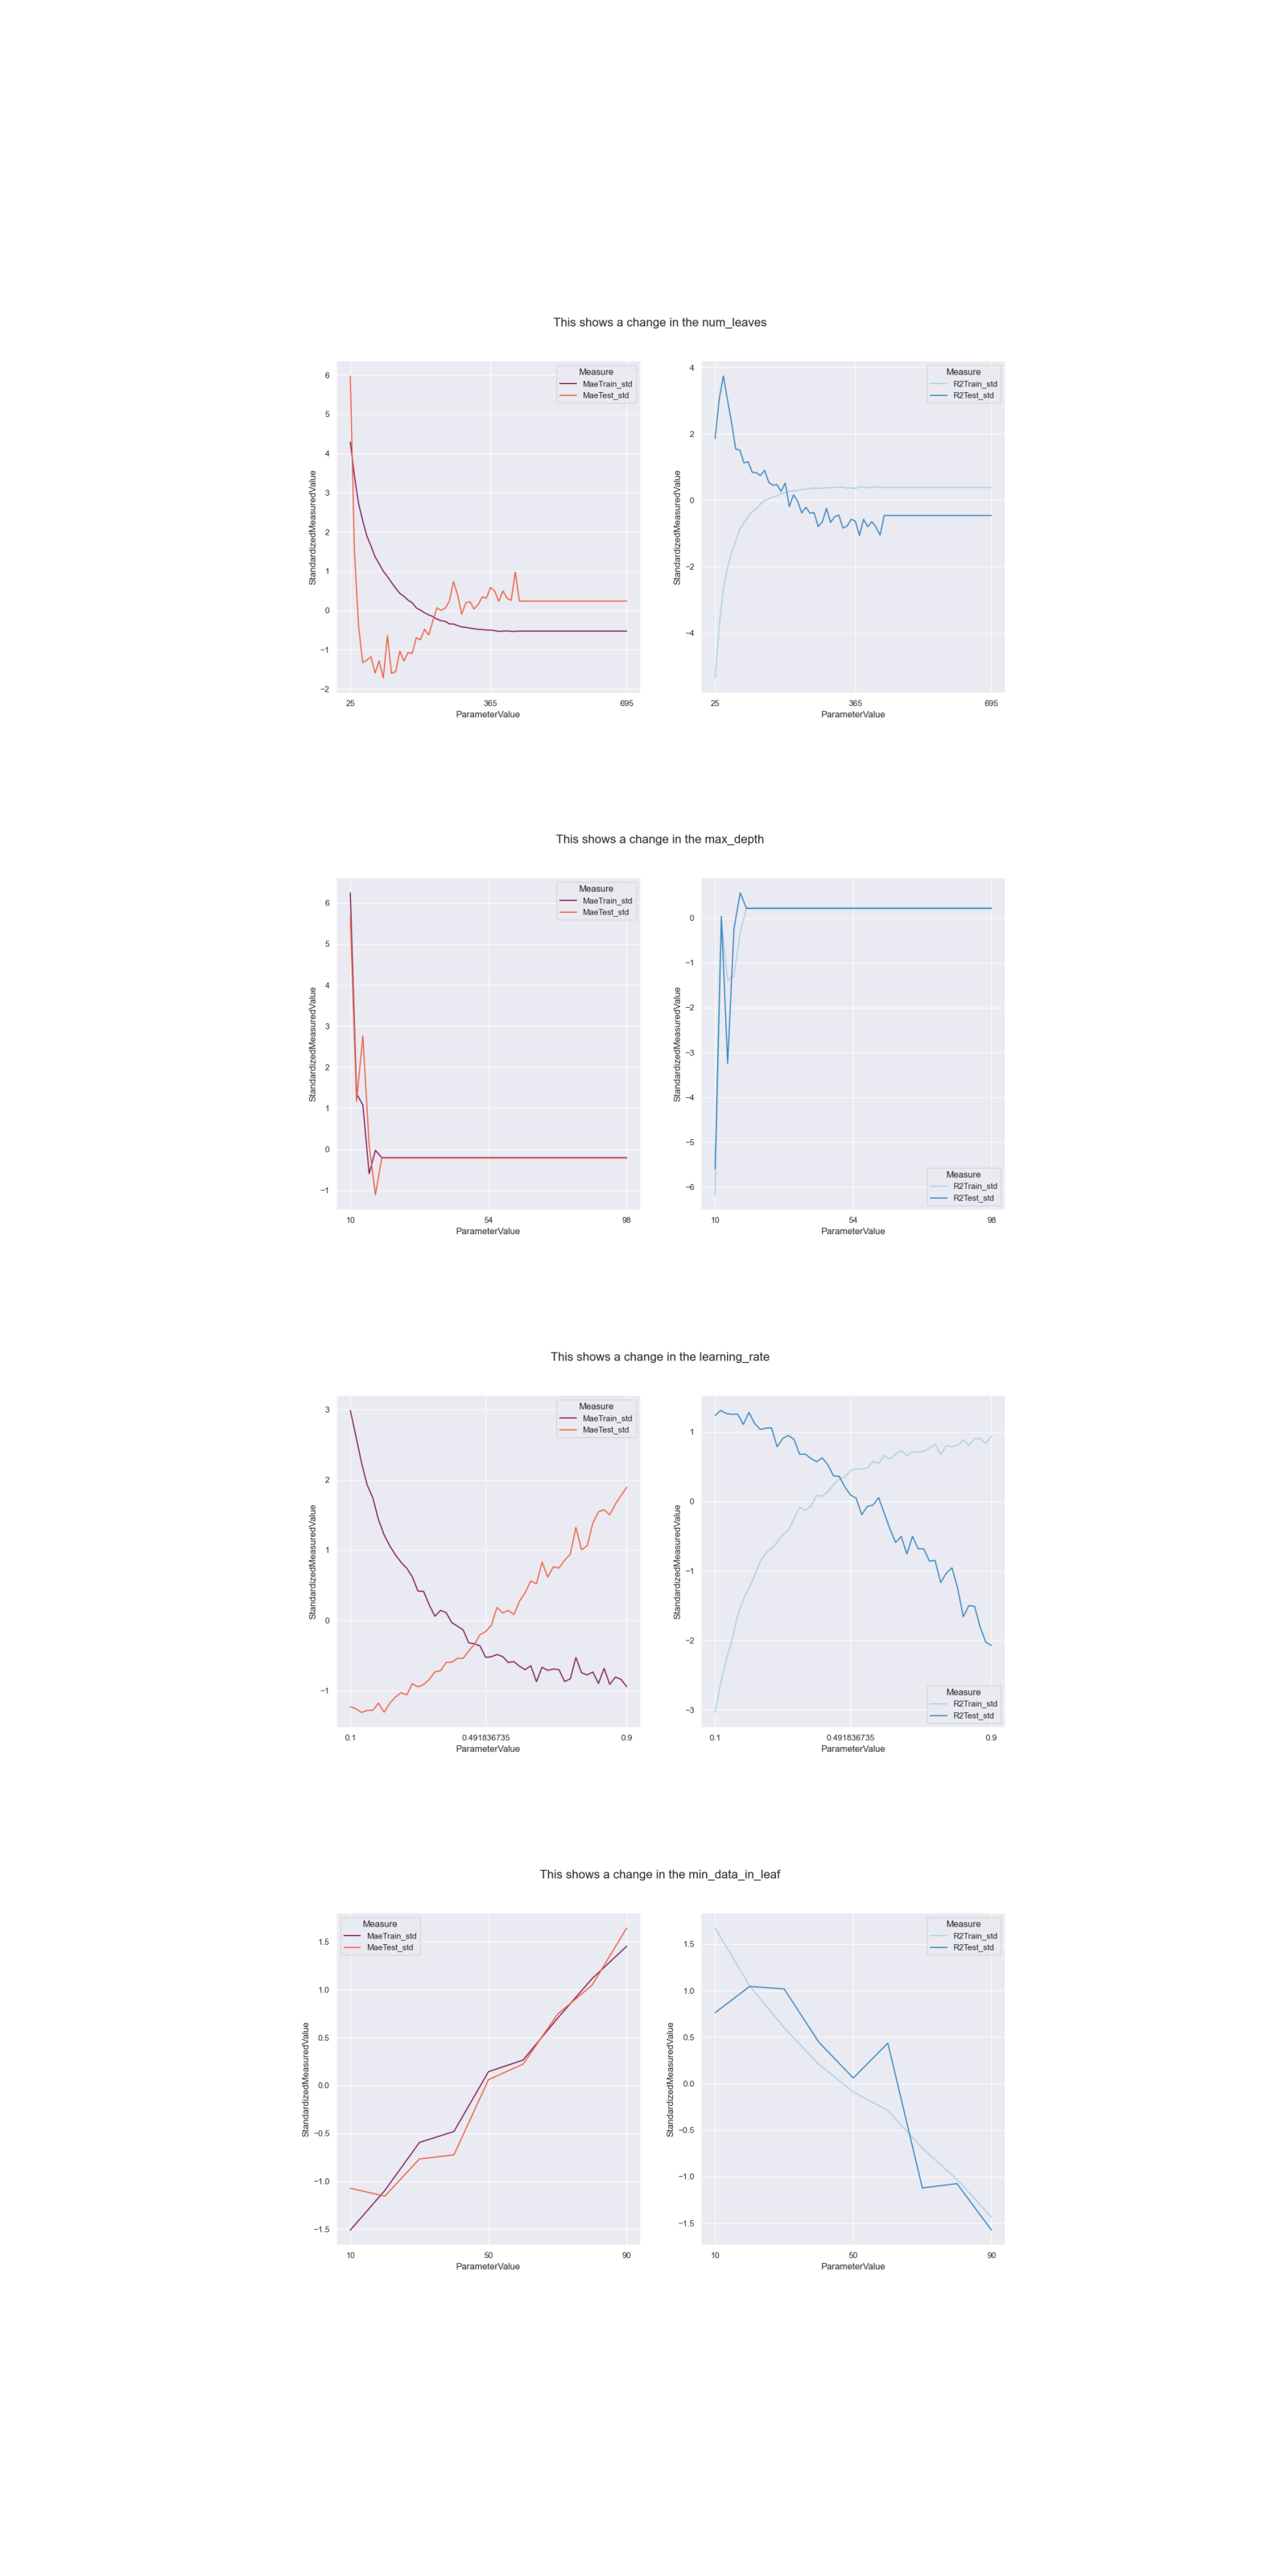 This shows a change in the num_leaves
Measure
MaeTrain_std
MaeTest_std
6
5
4
3
2
1
0
−1
−2
StandardizedMeasuredValue
25
365
695
ParameterValue
Measure
R2Train_std
R2Test_std
4
2
0
−2
−4
StandardizedMeasuredValue
25
365
695
ParameterValue
This shows a change in the max_depth
Measure
MaeTrain_std
MaeTest_std
6
5
4
3
2
1
0
−1
StandardizedMeasuredValue
10
54
98
ParameterValue
0
−1
−2
−3
−4
−5
−6
StandardizedMeasuredValue
Measure
R2Train_std
R2Test_std
10
54
98
ParameterValue
This shows a change in the learning_rate
Measure
MaeTrain_std
MaeTest_std
3
2
1
0
−1
StandardizedMeasuredValue
0.1
0.491836735
0.9
ParameterValue
1
0
−1
−2
−3
StandardizedMeasuredValue
Measure
R2Train_std
R2Test_std
0.1
0.491836735
0.9
ParameterValue
This shows a change in the min_data_in_leaf
Measure
MaeTrain_std
MaeTest_std
1.5
1.0
0.5
0.0
−0.5
−1.0
−1.5
StandardizedMeasuredValue
10
50
90
ParameterValue
Measure
R2Train_std
R2Test_std
1.5
1.0
0.5
0.0
−0.5
−1.0
−1.5
StandardizedMeasuredValue
10
50
90
ParameterValue